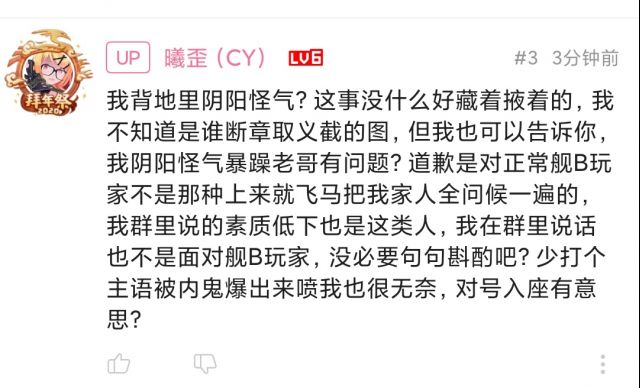 UP 曦歪（CY） LV6 #3 3分钟前
我背地里阴阳怪气？这事没什么好藏着掖着的，我
不知道是谁断章取义截的图，但我也可以告诉你，
我阴阳怪气暴躁老哥有问题？道歉是对正常舰B玩
家不是那种上来就飞马把我家人全问候一遍的，
我群里说的素质低下也是这类人，我在群里说话
也不是面对舰B玩家，没必要句句斟酌吧？少打个
主语被内鬼爆出来喷我也很无奈，对号入座有意
思？
拜年祭
2020